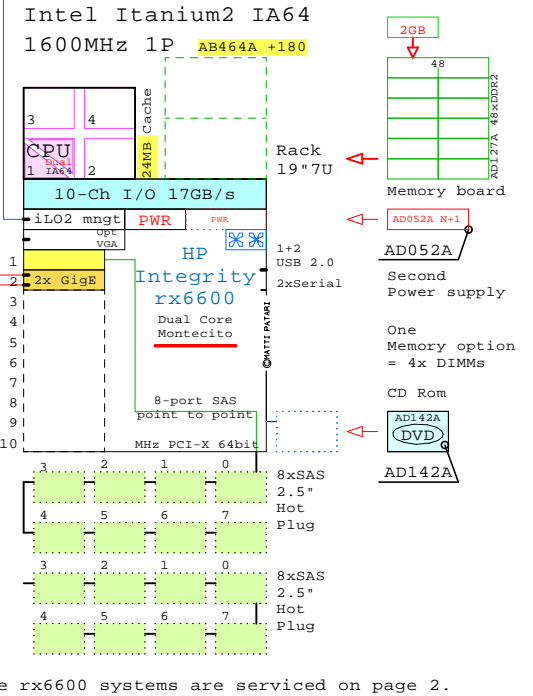 Intel Itanium2 IA64
1600MHz 1P AB464A +180
2GB
48
3 4
CPU
Dual
1 IA64 2
24MB Cache
AD127A 48xDDR2
Rack
19"7U
Memory board
10-Ch I/O 17GB/s
iLO2 mngt PWR PWR
AD052A N+1
Opt
VGA
HP
Integrity
rx6600
1+2
USB 2.0
2xSerial
AD052A
Second
Power supply
1
2 2x GigE
3
4
5
6
7
8
9
10
Dual Core
Montecito
©MATTI PATARI
One
Memory option
= 4x DIMMs
CD Rom
8-port SAS
point to point
MHz PCI-X 64bit
AD142A
DVD
AD142A
3 2 1 0
4 5 6 7
8xSAS
2.5"
Hot
Plug
3 2 1 0
4 5 6 7
8xSAS
2.5"
Hot
Plug
e rx6600 systems are serviced on page 2.